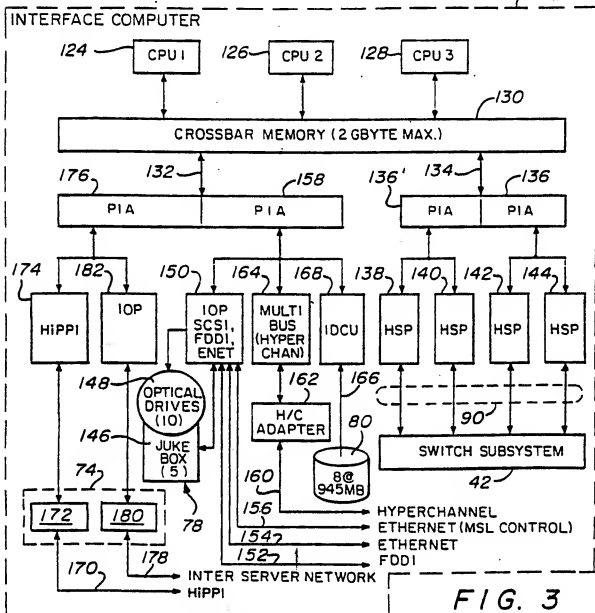 INTERFACE COMPUTER
124
CPU 1
126
CPU 2
128
CPU 3
130
CROSSBAR MEMORY (2 GBYTE MAX.)
176
132
158
136'
134
136
PIA
PIA
PIA
PIA
174
182
150
164
168
138
140
142
144
HiPPI
IOP
IOP
SCSI,
FDDI,
ENET
MULTI
BUS
(HYPER
CHAN)
IDCU
HSP
HSP
HSP
HSP
148
OPTICAL
DRIVES
(10)
162
166
90
146
JUKE
BOX
(5)
H/C
ADAPTER
80
8@
945MB
SWITCH SUBSYSTEM
42
74
78
160
172
180
156
154
152
HYPERCHANNEL
ETHERNET (MSL CONTROL)
ETHERNET
FDDI
170
178
INTER SERVER NETWORK
HiPPI
FIG. 3